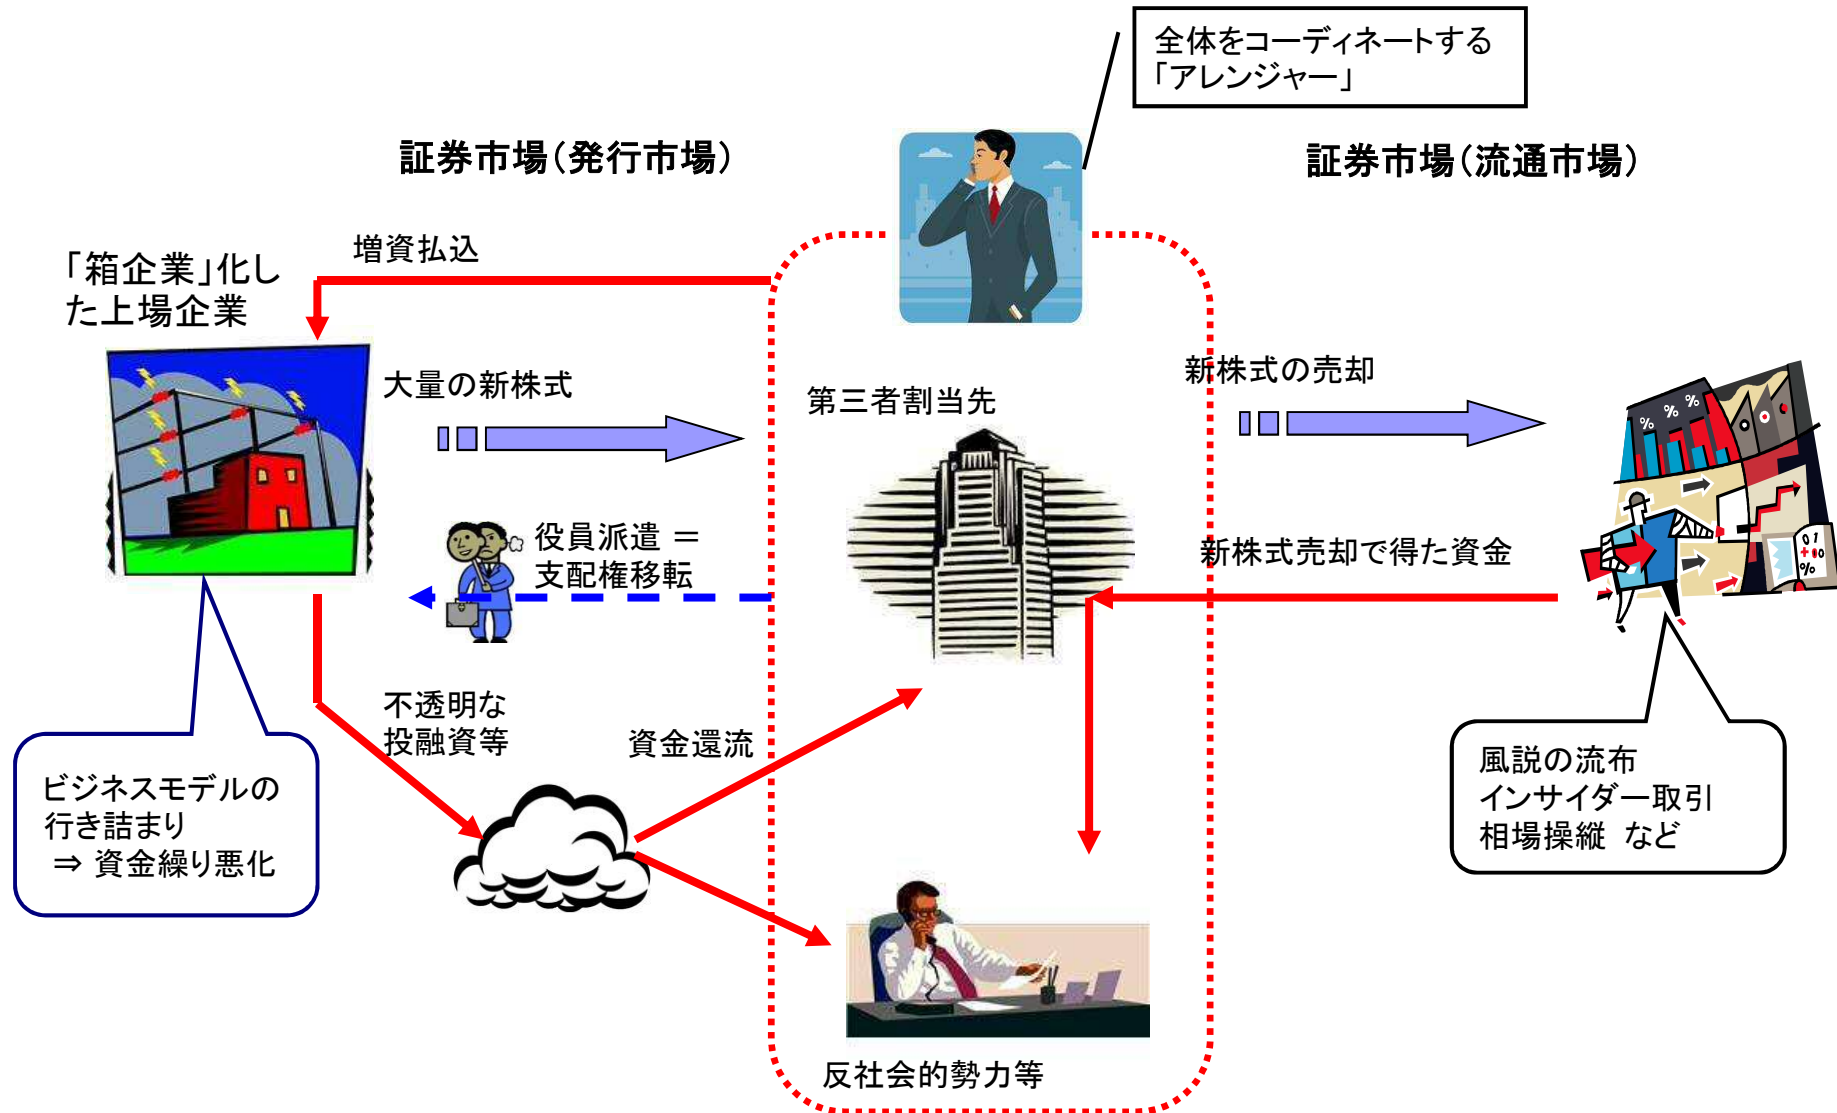 全体をコーディネートする
「アレンジャー」
証券市場(発行市場)
証券市場(流通市場)
増資払込
「箱企業」化し
た上場企業
大量の新株式
第三者割当先
新株式の売却
役員派遣 =
支配権移転
新株式売却で得た資金
不透明な
投融資等
資金還流
ビジネスモデルの
行き詰まり
⇒ 資金繰り悪化
風説の流布
インサイダー取引
相場操縦 など
反社会的勢力等
% % %
0 1
%